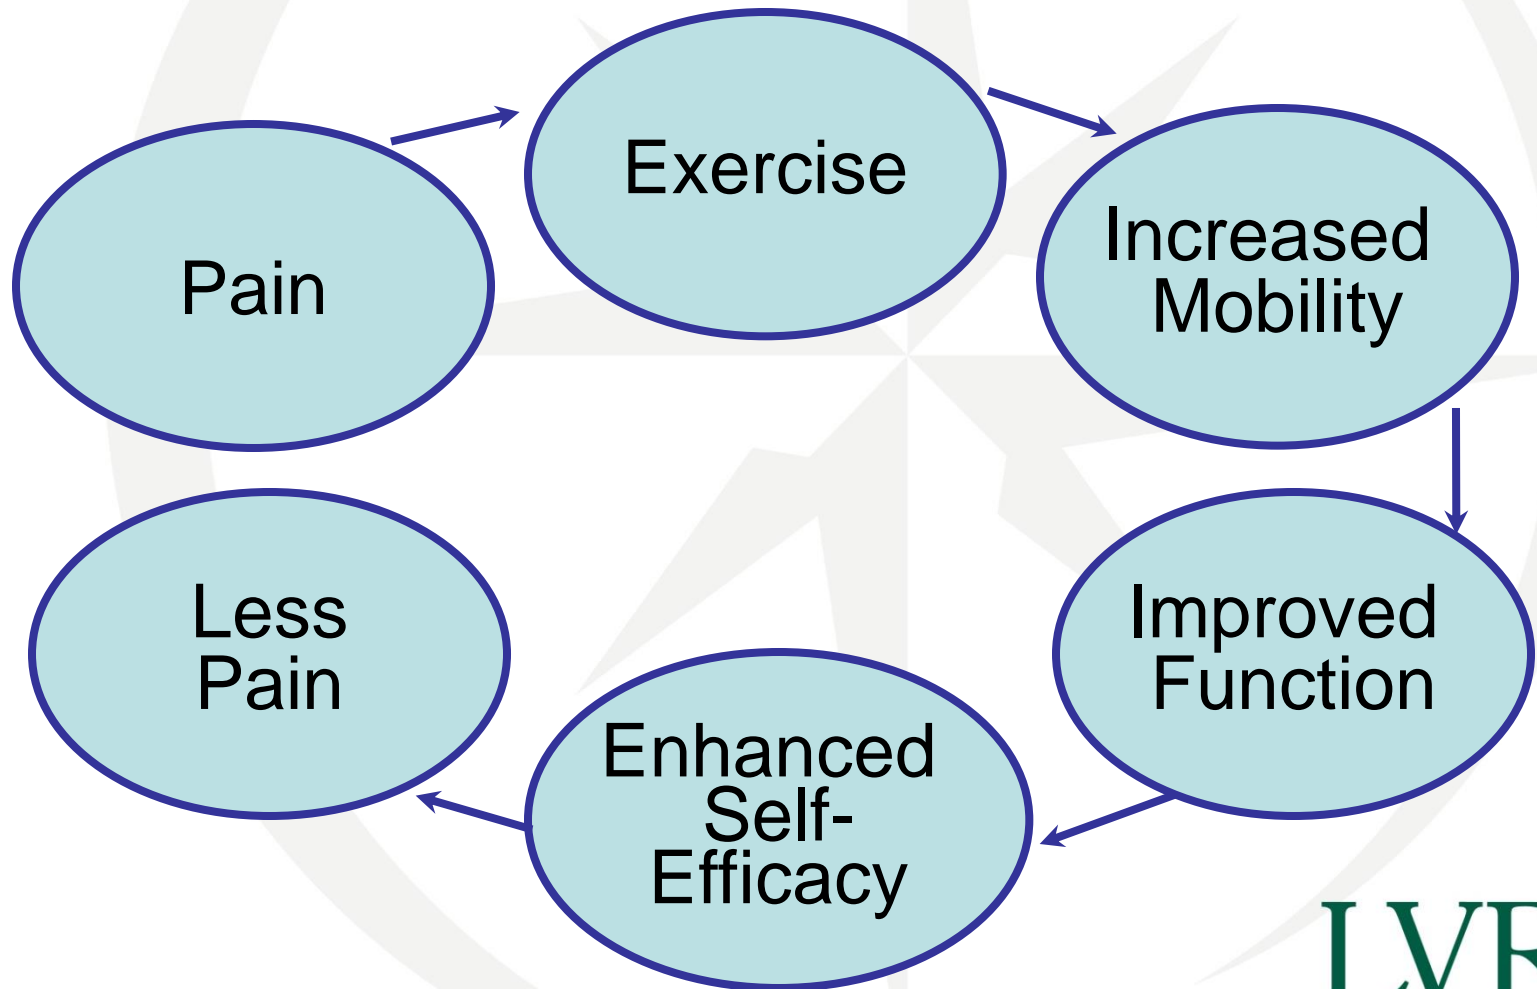 Pain
Exercise
Increased
Mobility
Improved
Function
Enhanced
Self-
Efficacy
Less
Pain